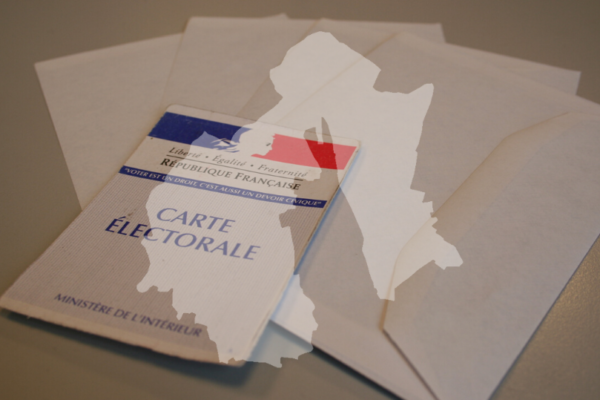 Liberté • Égalité • Fraternité
RÉPUBLIQUE FRANÇAISE
"VOTER EST UN DROIT, C'EST AUSSI UN DEVOIR CIVIQUE"
CARTE
ÉLECTORALE
MINISTÈRE DE L'INTÉRIEUR